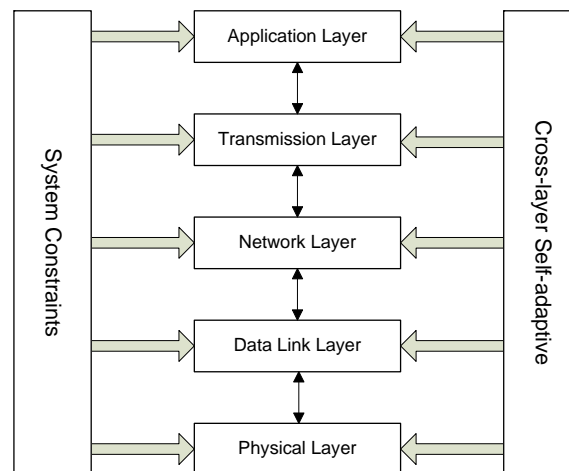 System Constraints
Application Layer
Transmission Layer
Network Layer
Data Link Layer
Physical Layer
Cross-layer Self-adaptive